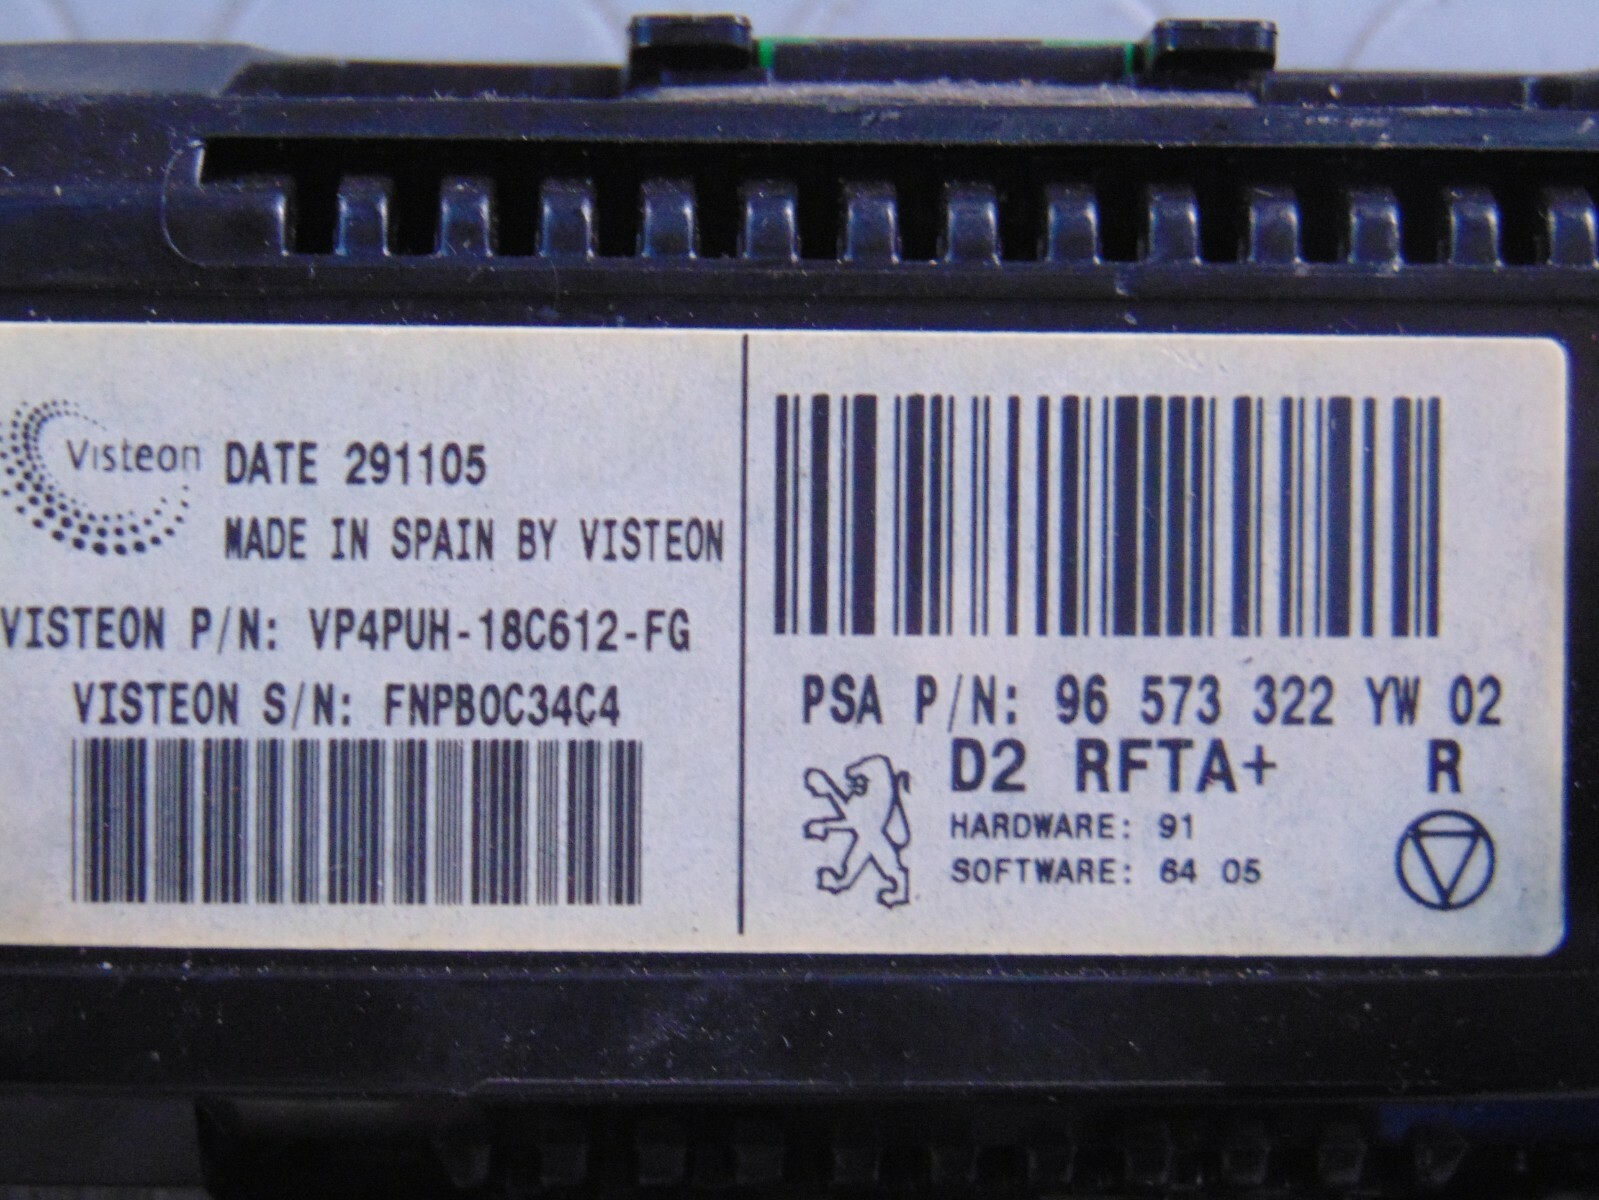 Visteon DATE 291105
MADE IN SPAIN BY VISTEON
VISTEON P/N: VP4PUH-18C612-FG
VISTEON S/N: FNPB0C34C4
PSA P/N: 96 573 322 YW 02
D2 RFTA+ R
HARDWARE: 91
SOFTWARE: 64 05